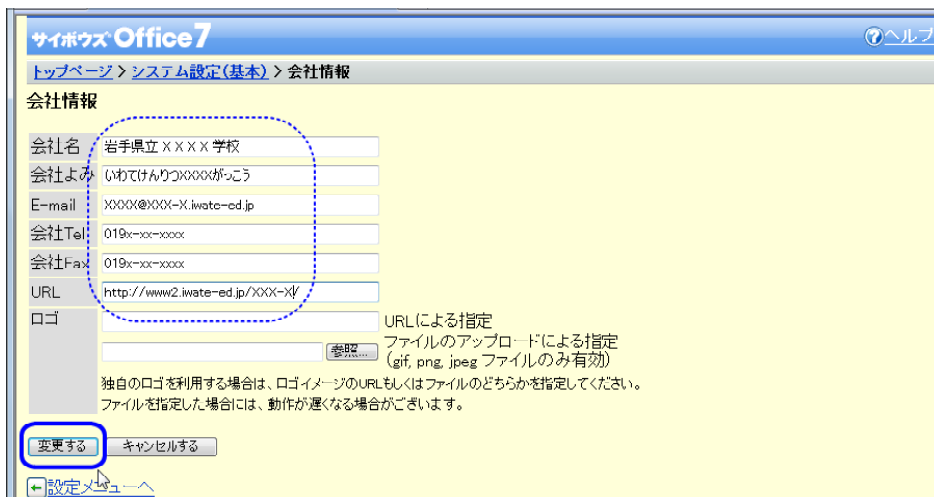 サイボウズ Office7
ヘルプ
トップページ > システム設定(基本) > 会社情報
会社情報
会社名 岩手県立XXXX学校
会社よみ いわてけんりつXXXXがっこう
E-mail XXXX@XXX-X.iwate-ed.jp
会社Tel 019x-xx-xxxx
会社Fax 019x-xx-xxxx
URL http://www2.iwate-ed.jp/XXX-X/
ロゴ URLによる指定
参照... ファイルのアップロードによる指定
(gif, png, jpeg ファイルのみ有効)
独自のロゴを利用する場合は、ロゴイメージのURLもしくはファイルのどちらかを指定してください。
ファイルを指定した場合には、動作が遅くなる場合がございます。
変更する キャンセルする
設定メニューへ